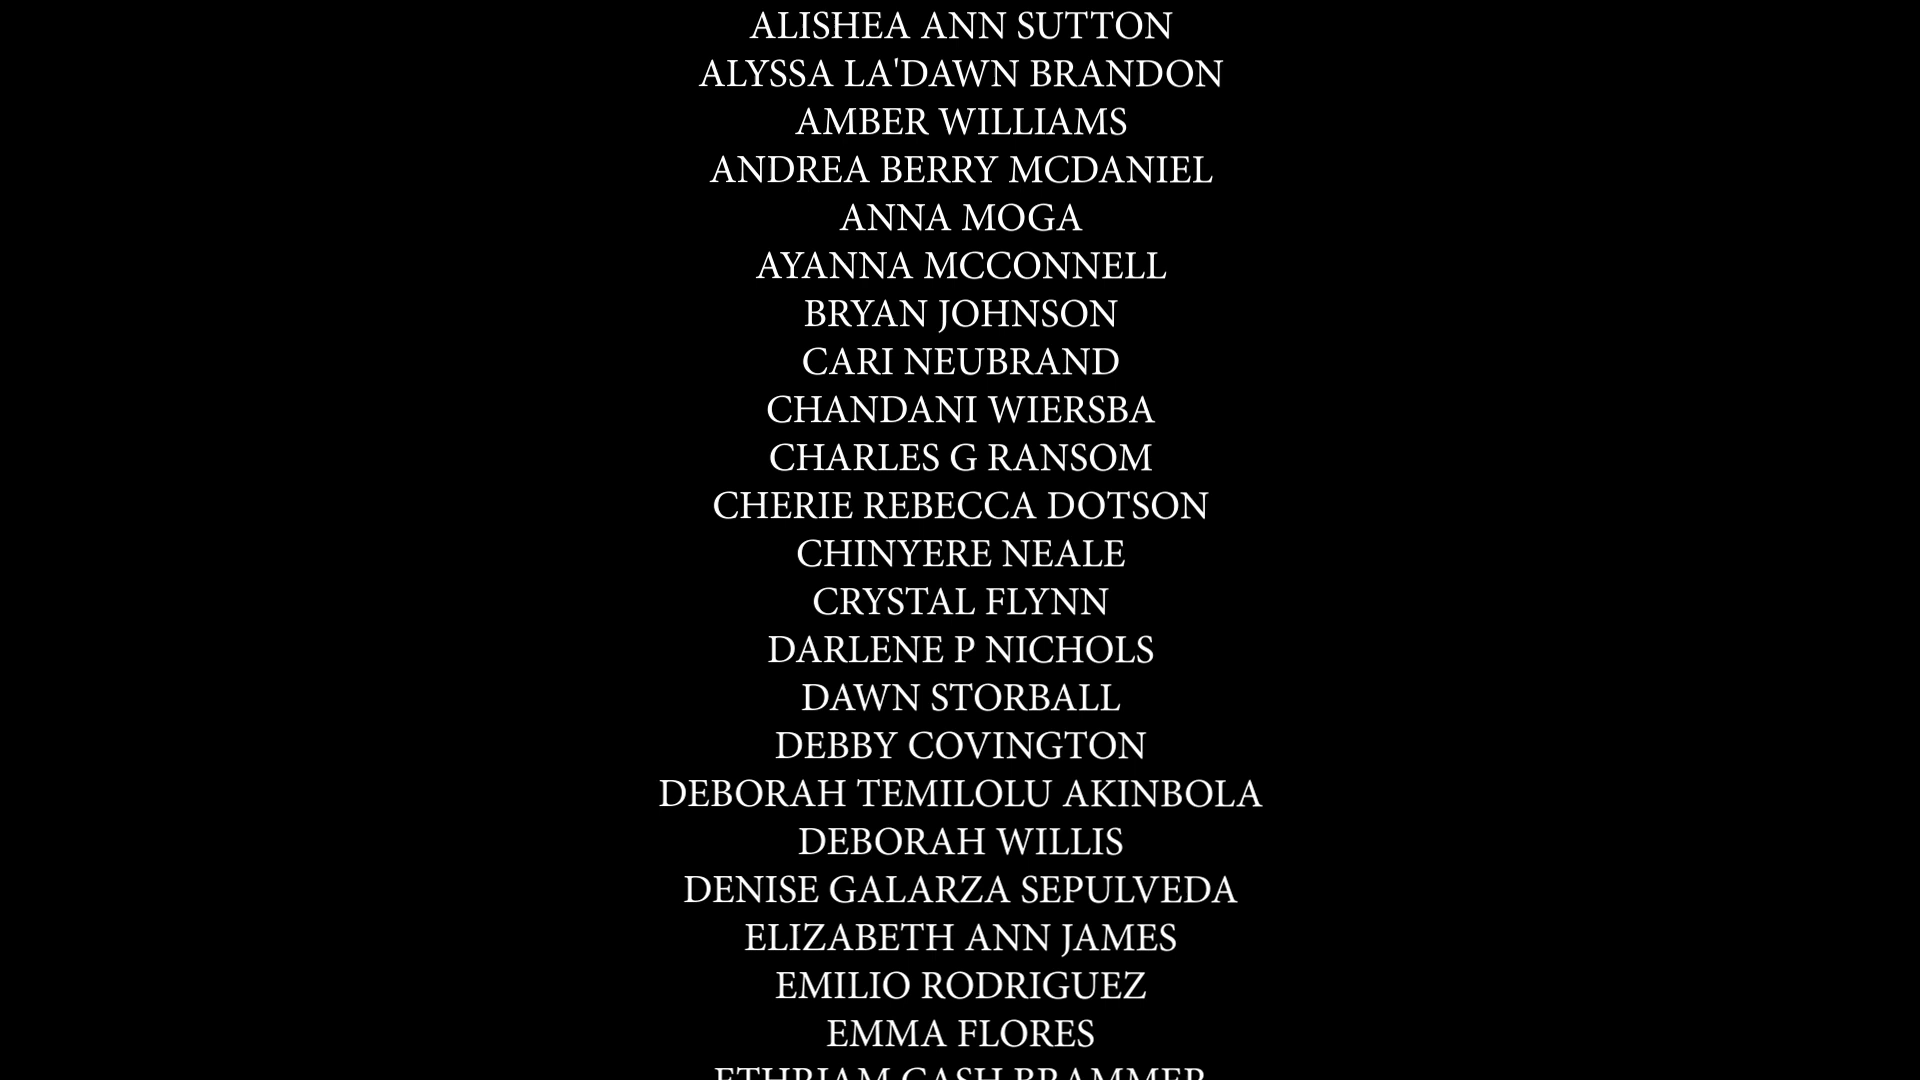 ALISHEA ANN SUTTON
ALYSSA LA'DAWN BRANDON
AMBER WILLIAMS
ANDREA BERRY MCDANIEL
ANNA MOGA
AYANNA MCCONNELL
BRYAN JOHNSON
CARI NEUBRAND
CHANDANI WIERSBA
CHARLES G RANSOM
CHERIE REBECCA DOTSON
CHINYERE NEALE
CRYSTAL FLYNN
DARLENE P NICHOLS
DAWN STORBALL
DEBBY COVINGTON
DEBORAH TEMILOLU AKINBOLA
DEBORAH WILLIS
DENISE GALARZA SEPULVEDA
ELIZABETH ANN JAMES
EMILIO RODRIGUEZ
EMMA FLORES
CASH BRAMMER